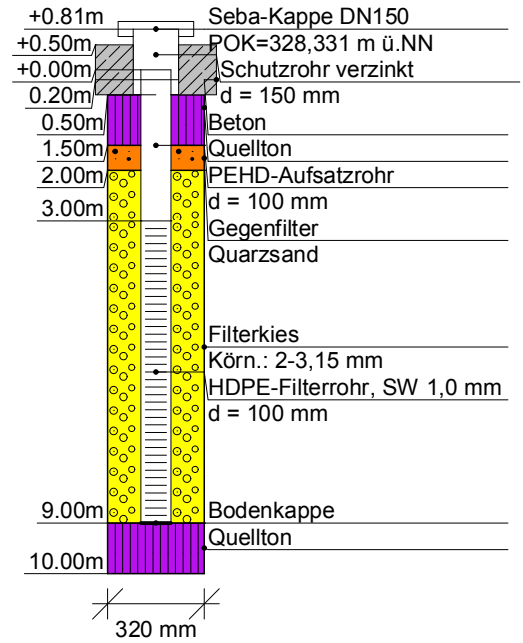 +0.81m Seba-Kappe DN150
+0.50m POK=328,331 m ü.NN
+0.00m Schutzrohr verzinkt
0.20m d = 150 mm
0.50m Beton
1.50m Quellton
2.00m PEHD-Aufsatzrohr
3.00m d = 100 mm
Gegenfilter
Quarzsand
Filterkies
Körn.: 2-3,15 mm
HDPE-Filterrohr, SW 1,0 mm
d = 100 mm
9.00m Bodenkappe
Quellton
10.00m
320 mm